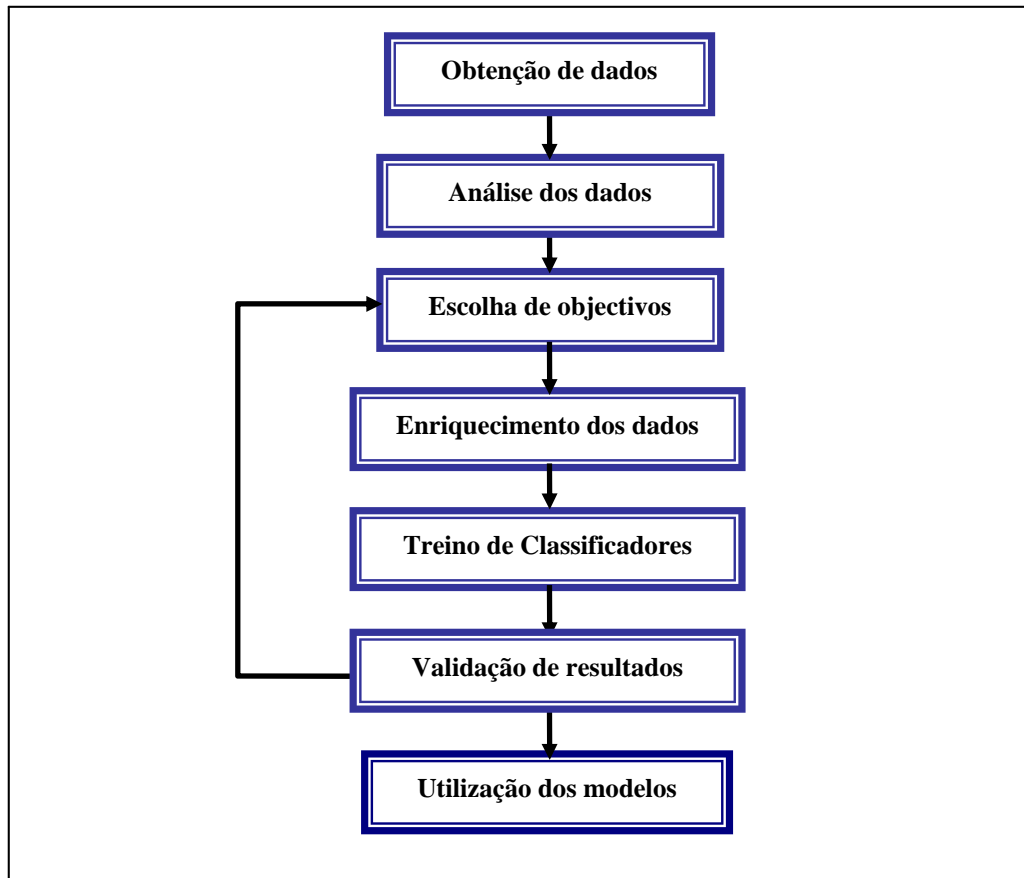 Obtenção de dados
Análise dos dados
Escolha de objectivos
Enriquecimento dos dados
Treino de Classificadores
Validação de resultados
Utilização dos modelos